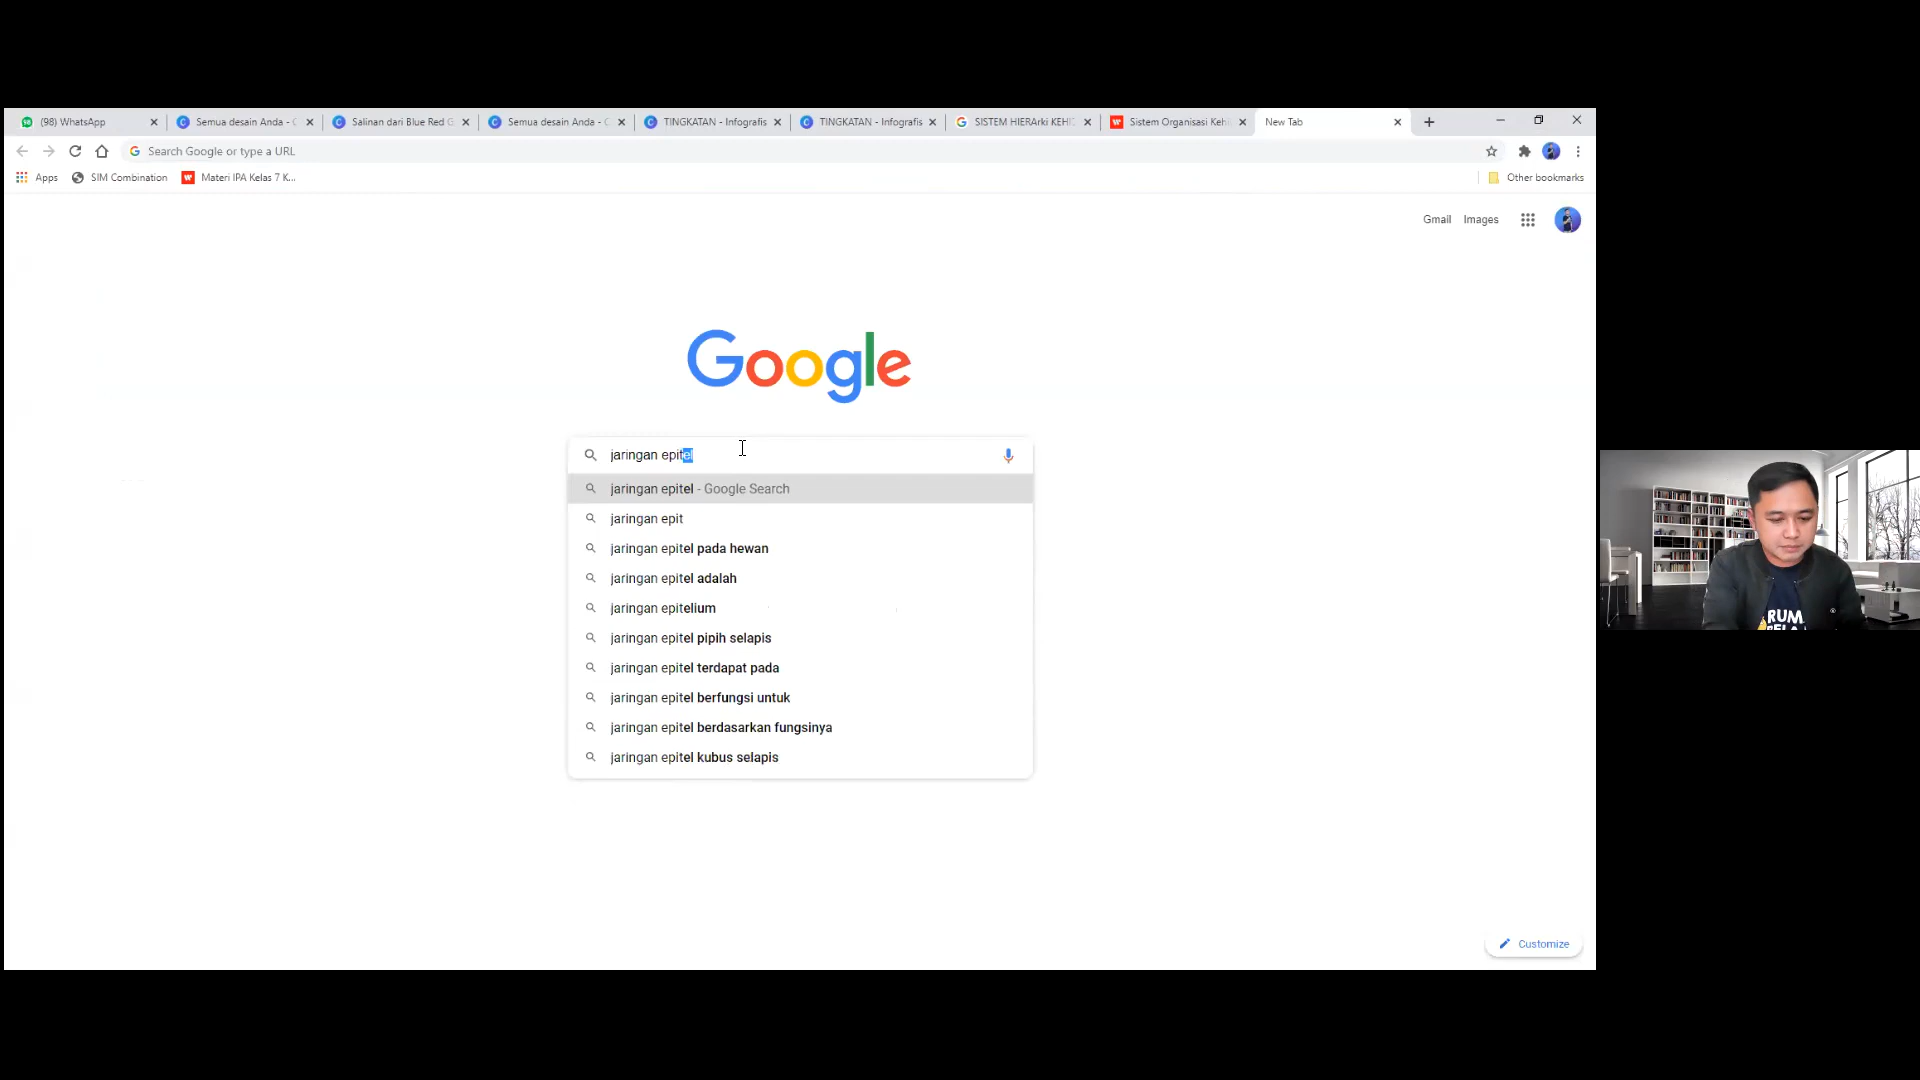 (98) WhatsApp
Semua desain Anda - C
Salinan dari Blue Red G
Semua desain Anda - C
TINGKATAN - Infografis
TINGKATAN - Infografis
SISTEM HIERArki KEHID
Sistem Organisasi Kehi
New Tab
Search Google or type a URL
Apps
SIM Combination
Materi IPA Kelas 7 K...
Other bookmarks
Gmail
Images
Google
jaringan epitel
jaringan epitel - Google Search
jaringan epit
jaringan epitel pada hewan
jaringan epitel adalah
jaringan epitelium
jaringan epitel pipih selapis
jaringan epitel terdapat pada
jaringan epitel berfungsi untuk
jaringan epitel berdasarkan fungsinya
jaringan epitel kubus selapis
RUM
Customize